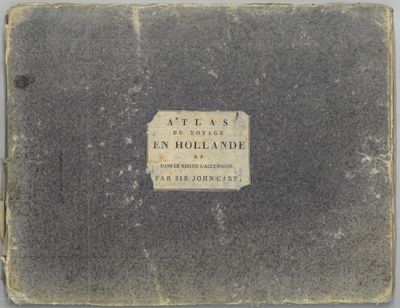 ATLAS
DU VOYAGE
EN HOLLANDE
ET
DANS LE MIDI DE L'ALLEMAGNE,
PAR SIR JOHN CARR,